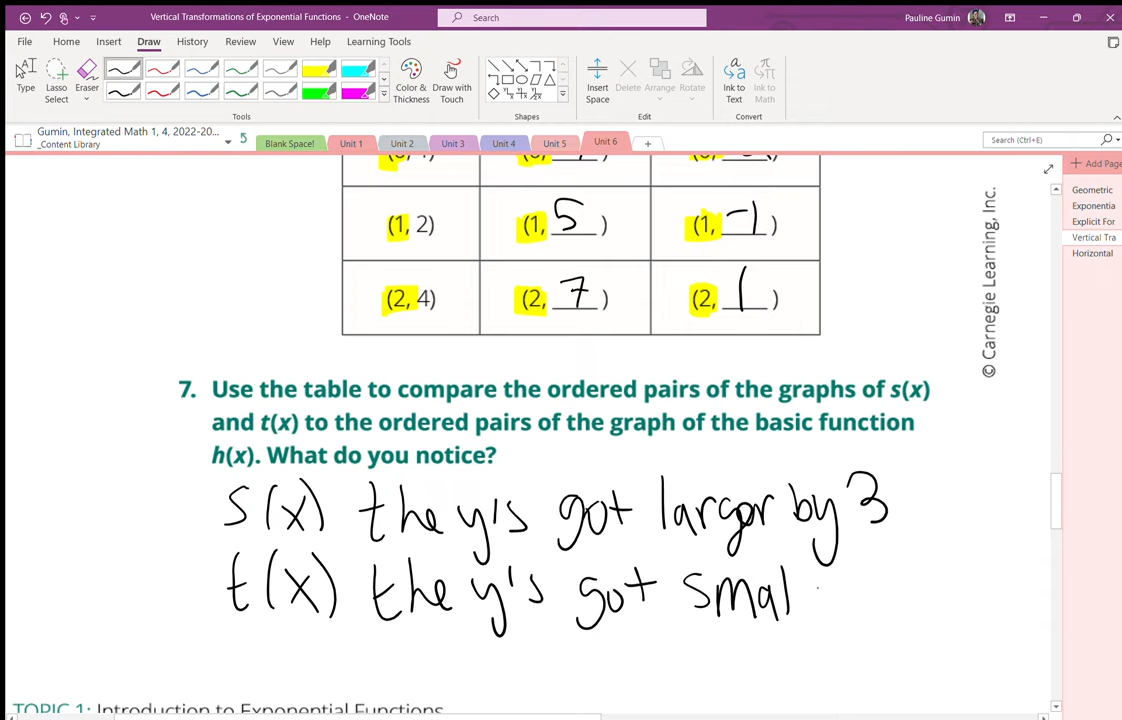 Vertical Transformations of Exponential Functions - OneNote
Search
Pauline Gumin
File Home Insert Draw History Review View Help Learning Tools
Type
Lasso Select
Eraser
Color & Thickness
Draw with Touch
Insert Space
Delete
Arrange
Rotate
Ink to Text
Ink to Math
Tools
Shapes
Edit
Convert
Gumin, Integrated Math 1, 4, 2022-20...
_Content Library
Blank Space!
Unit 1
Unit 2
Unit 3
Unit 4
Unit 5
Unit 6
Search (Ctrl+E)
Add Page
Geometric
Exponentia
Explicit For
Vertical Tra
Horizontal
(1, 2) (1, 5) (1, -1)
(2, 4) (2, 7) (2, 1)
© Carnegie Learning, Inc.
7. Use the table to compare the ordered pairs of the graphs of s(x)
and t(x) to the ordered pairs of the graph of the basic function
h(x). What do you notice?
s(x) the y's got larger by 3
t(x) the y's got smal
TOPIC 1: Introduction to Exponential Functions